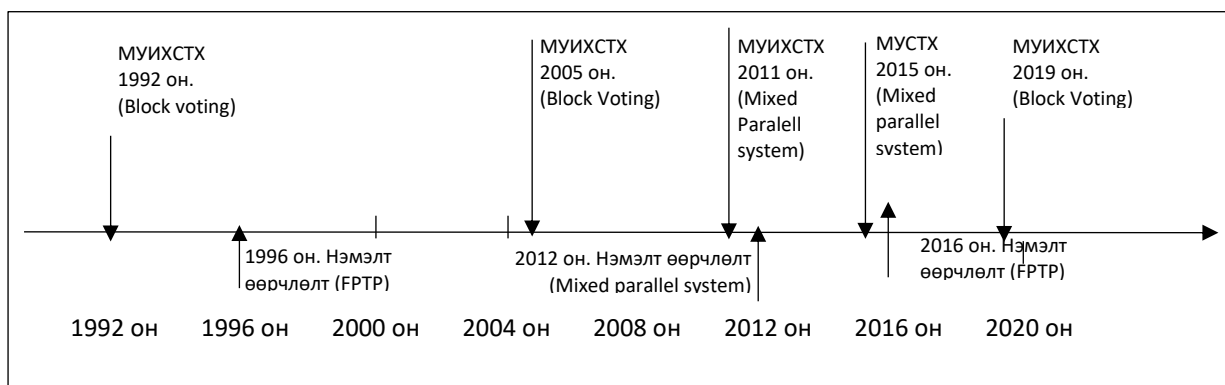 МУИХСТХ
1992 он.
(Block voting)
МУИХСТХ
2005 он.
(Block Voting)
МУИХСТХ
2011 он.
(Mixed
Paralell
system)
МУСТХ
2015 он.
(Mixed
parallel
system)
МУИХСТХ
2019 он.
(Block Voting)
1996 он. Нэмэлт
өөрчлөлт (FPTP)
2012 он. Нэмэлт өөрчлөлт
(Mixed parallel system)
2016 он. Нэмэлт
өөрчлөлт (FPTP)
1992 он 1996 он 2000 он 2004 он 2008 он 2012 он 2016 он 2020 он